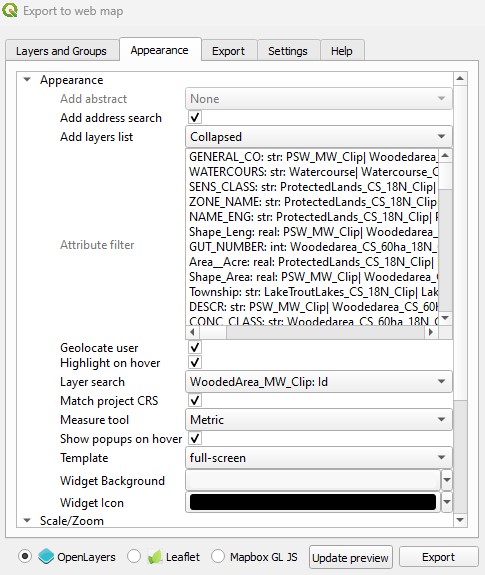 Export to web map
Layers and Groups Appearance Export Settings Help
Appearance
Add abstract None
Add address search
Add layers list Collapsed
GENERAL_CO: str: PSW_MW_Clip| Woodedarea_
WATERCOURS: str: Watercourse| Watercourse_C
SENS_CLASS: str: ProtectedLands_CS_18N_Clip|
ZONE_NAME: str: ProtectedLands_CS_18N_Clip|
NAME_ENG: str: ProtectedLands_CS_18N_Clip|
Shape_Leng: real: PSW_MW_Clip| Woodedarea_
Attribute filter GUT_NUMBER: int: Woodedarea_CS_60ha_18N_
Area__Acre: real: ProtectedLands_CS_18N_Clip|
Shape_Area: real: PSW_MW_Clip| Woodedarea_
Township: str: LakeTroutLakes_CS_18N_Clip| Lak
DESCR: str: PSW_MW_Clip| Woodedarea_CS_60
CONC_CLASS: str: Woodedarea_CS_60ha_18N_
Geolocate user
Highlight on hover
Layer search WoodedArea_MW_Clip: Id
Match project CRS
Measure tool Metric
Show popups on hover
Template full-screen
Widget Background
Widget Icon
Scale/Zoom
OpenLayers Leaflet Mapbox GL JS Update preview Export